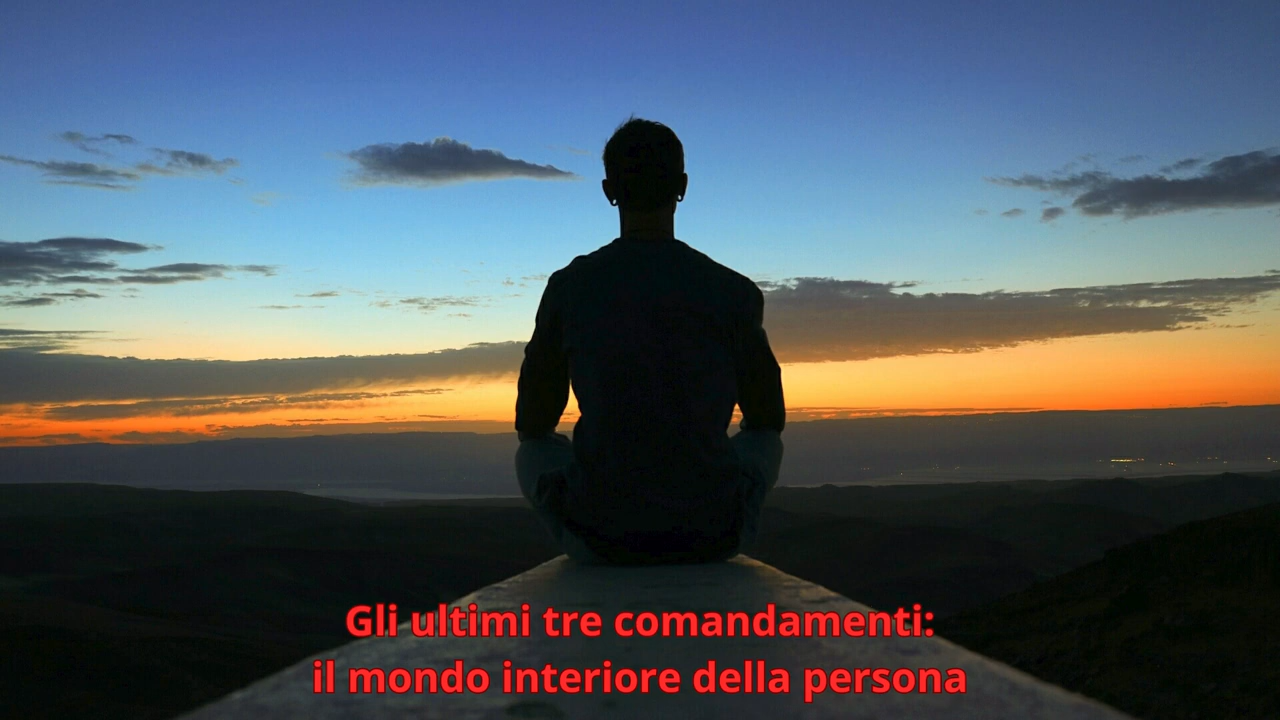 Gli ultimi tre comandamenti:
il mondo interiore della persona